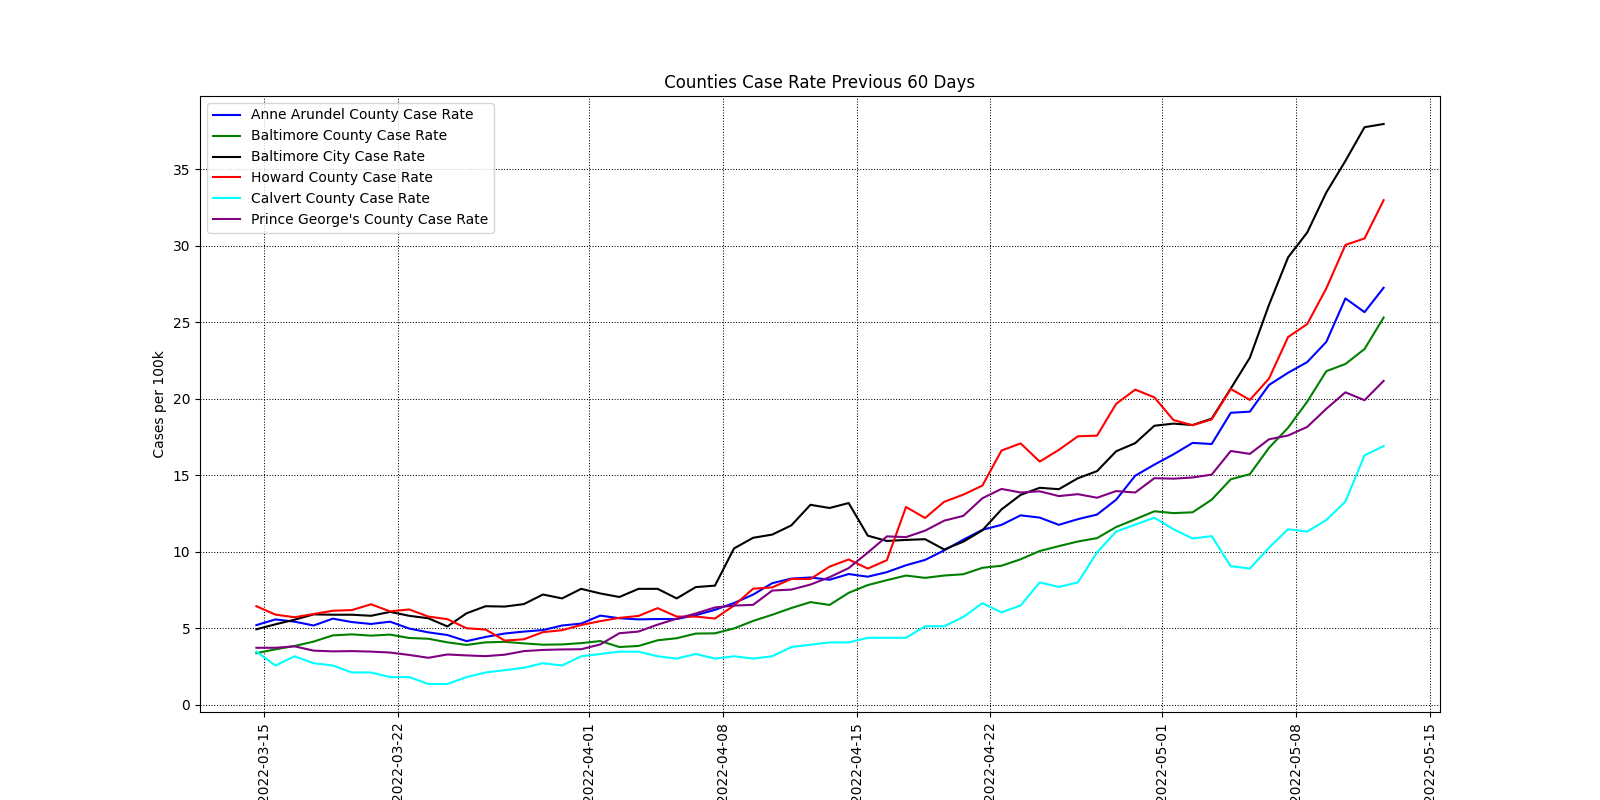 Counties Case Rate Previous 60 Days
Anne Arundel County Case Rate
Baltimore County Case Rate
Baltimore City Case Rate
Howard County Case Rate
Calvert County Case Rate
Prince George's County Case Rate
Cases per 100k
35
30
25
20
15
10
5
0
2022-03-15
2022-03-22
2022-04-01
2022-04-08
2022-04-15
2022-04-22
2022-05-01
2022-05-08
2022-05-15